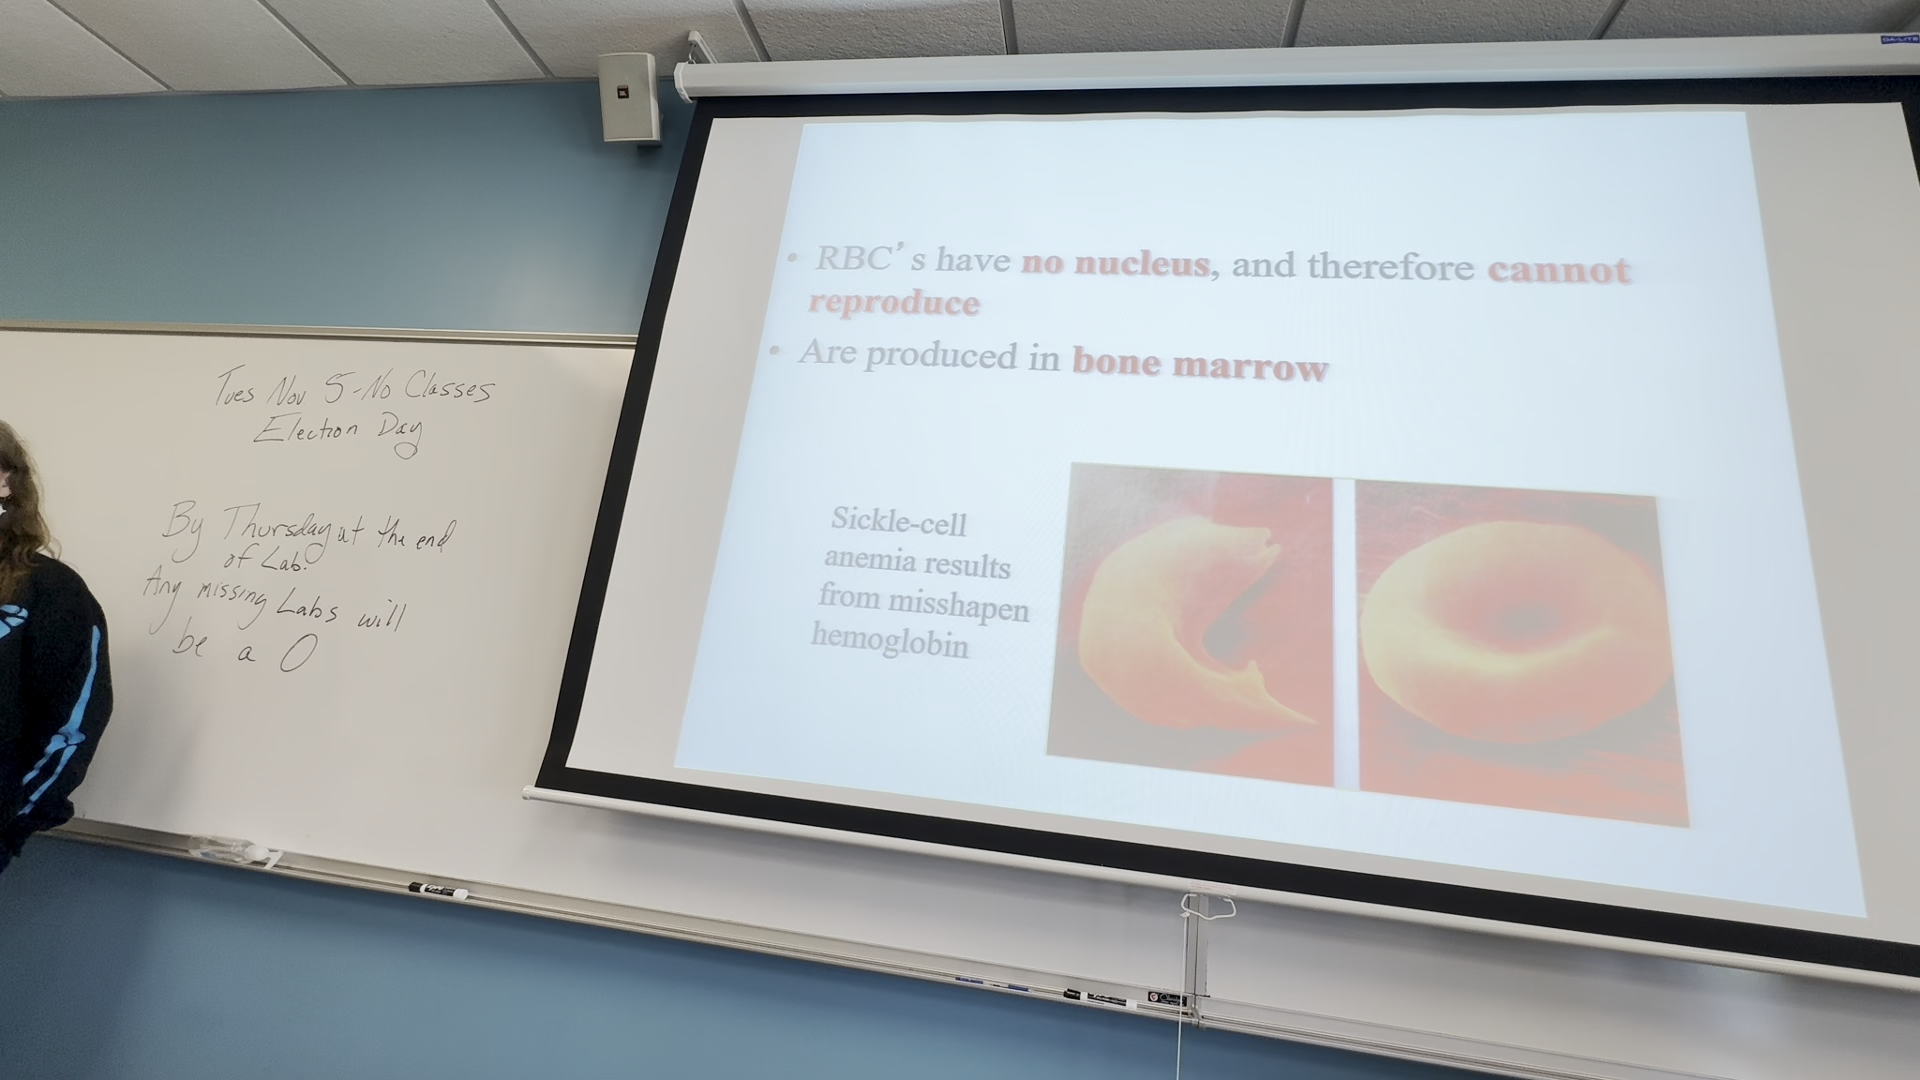 Tues Nov 5-No Classes
Election Day
By Thursday at the end
of Lab.
Any missing Labs will
be a 0
• RBC's have no nucleus, and therefore cannot
reproduce
• Are produced in bone marrow
Sickle-cell
anemia results
from misshapen
hemoglobin
DA-LITE